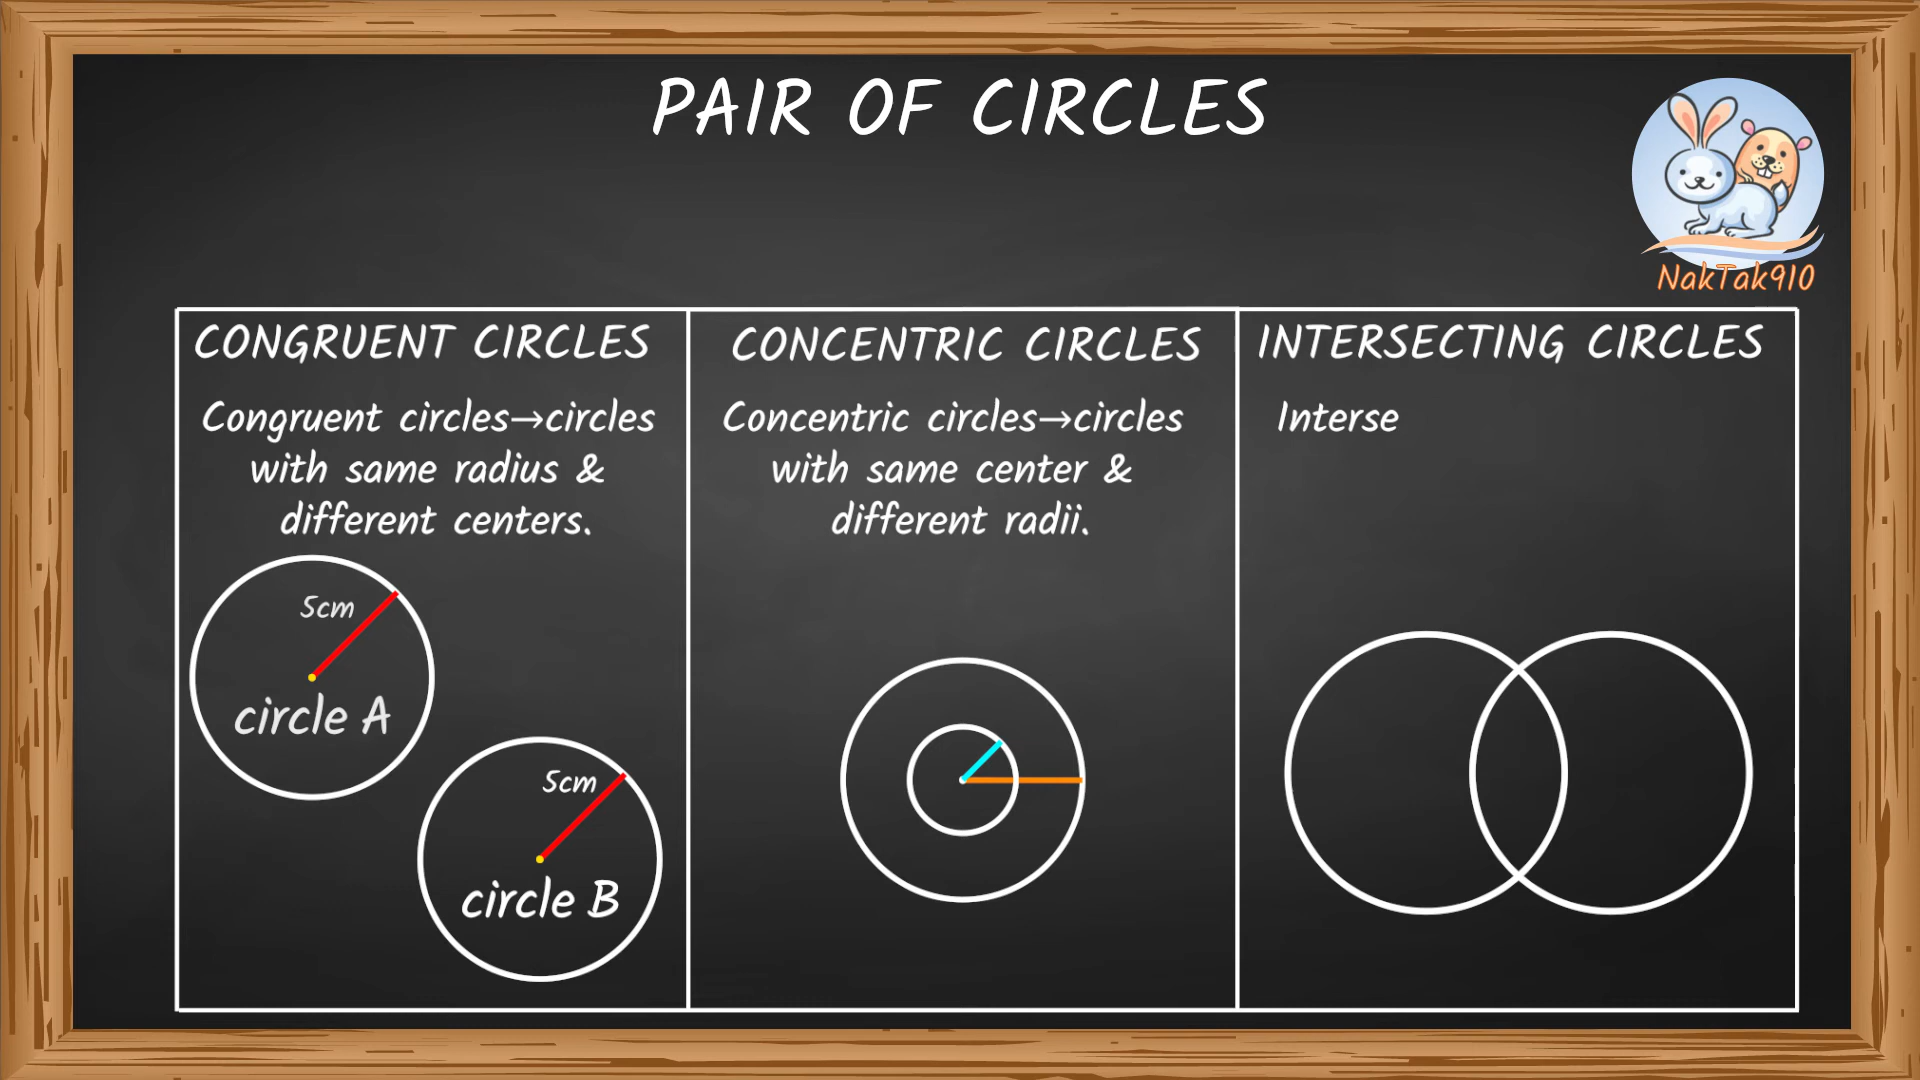 PAIR OF CIRCLES
NakTak910
CONGRUENT CIRCLES
Congruent circles→circles
with same radius &
different centers.
5cm
circle A
5cm
circle B
CONCENTRIC CIRCLES
Concentric circles→circles
with same center &
different radii.
INTERSECTING CIRCLES
Interse